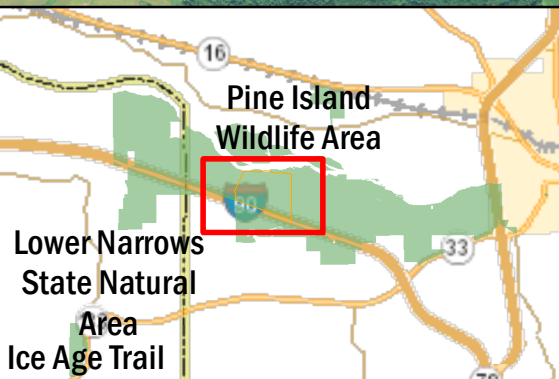 16
Pine Island
Wildlife Area
90
33
Lower Narrows
State Natural
Area
Ice Age Trail